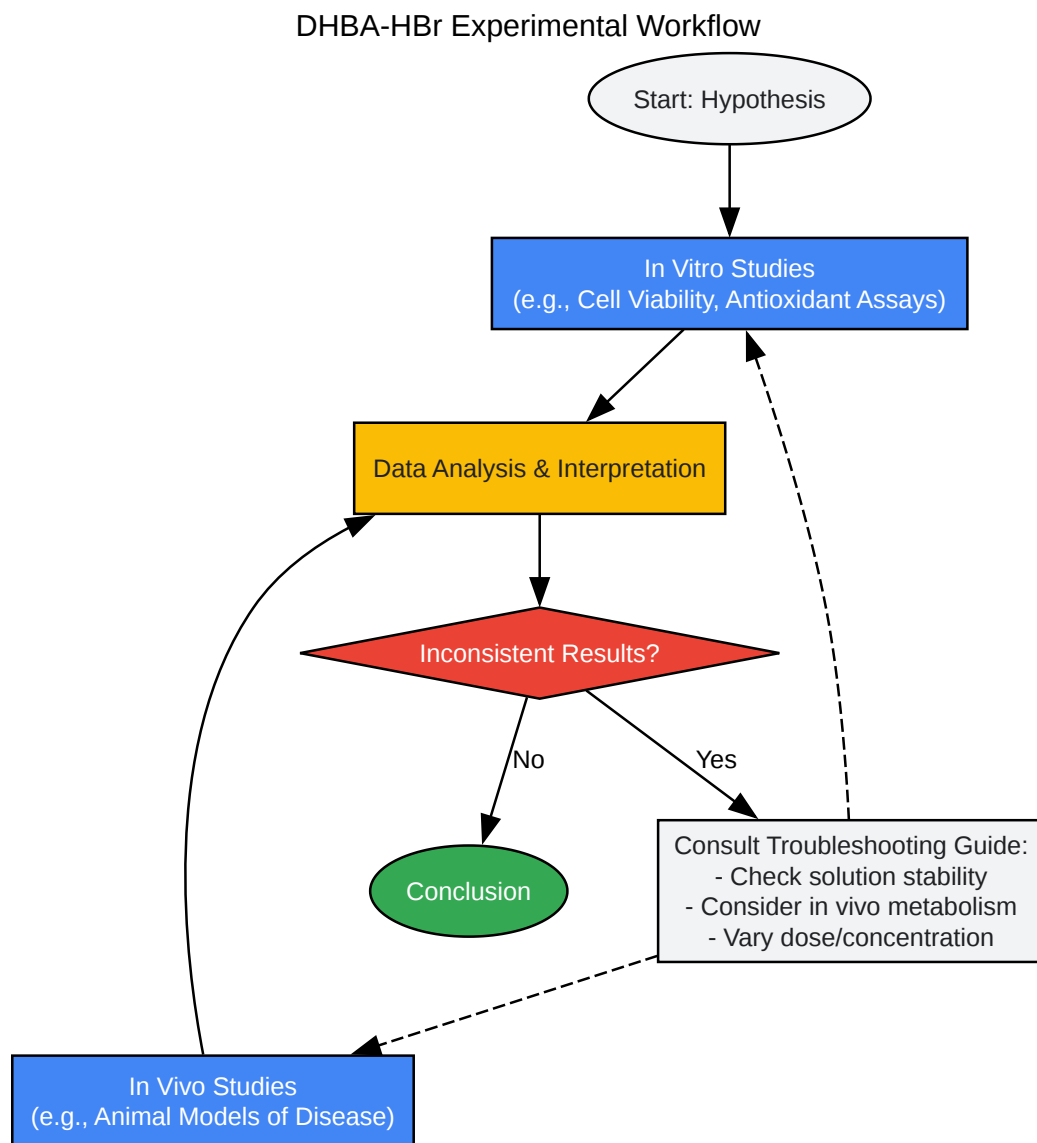 DHBA-HBr Experimental Workflow
Start: Hypothesis
In Vitro Studies
(e.g., Cell Viability, Antioxidant Assays)
Data Analysis & Interpretation
Inconsistent Results?
No
Yes
Consult Troubleshooting Guide:
- Check solution stability
- Consider in vivo metabolism
- Vary dose/concentration
Conclusion
In Vivo Studies
(e.g., Animal Models of Disease)